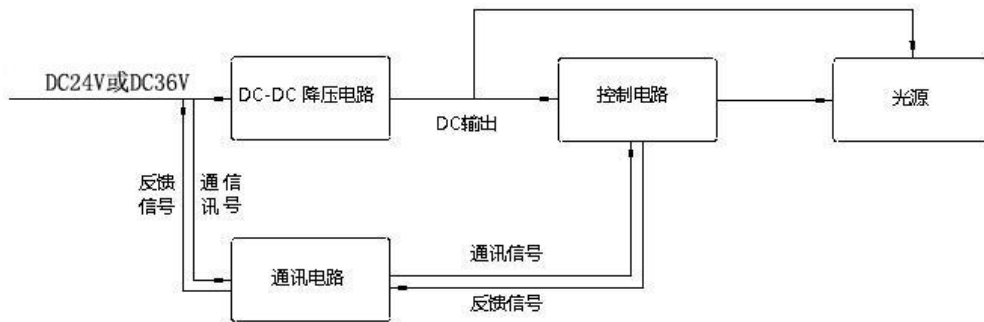 DC24V或DC36V
DC-DC 降压电路
DC输出
控制电路
光源
反馈
信号
通 信
讯 号
通讯电路
通讯信号
反馈信号